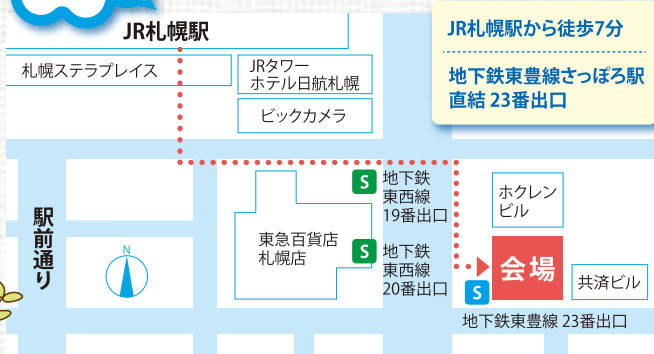 JR札幌駅
JR札幌駅から徒歩7分
地下鉄東豊線さっぽろ駅
直結 23番出口
札幌ステラプレイス
JRタワー
ホテル日航札幌
ビックカメラ
駅前通り
N
東急百貨店
札幌店
S
地下鉄
東西線
19番出口
S
地下鉄
東西線
20番出口
ホクレン
ビル
会場
共済ビル
S
地下鉄東豊線 23番出口